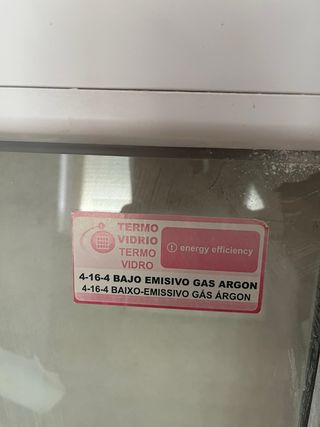 TERMO
VIDRIO
TERMO
VIDRO
energy efficiency
4-16-4 BAJO EMISIVO GAS ARGON
4-16-4 BAIXO-EMISSIVO GÁS ÁRGON